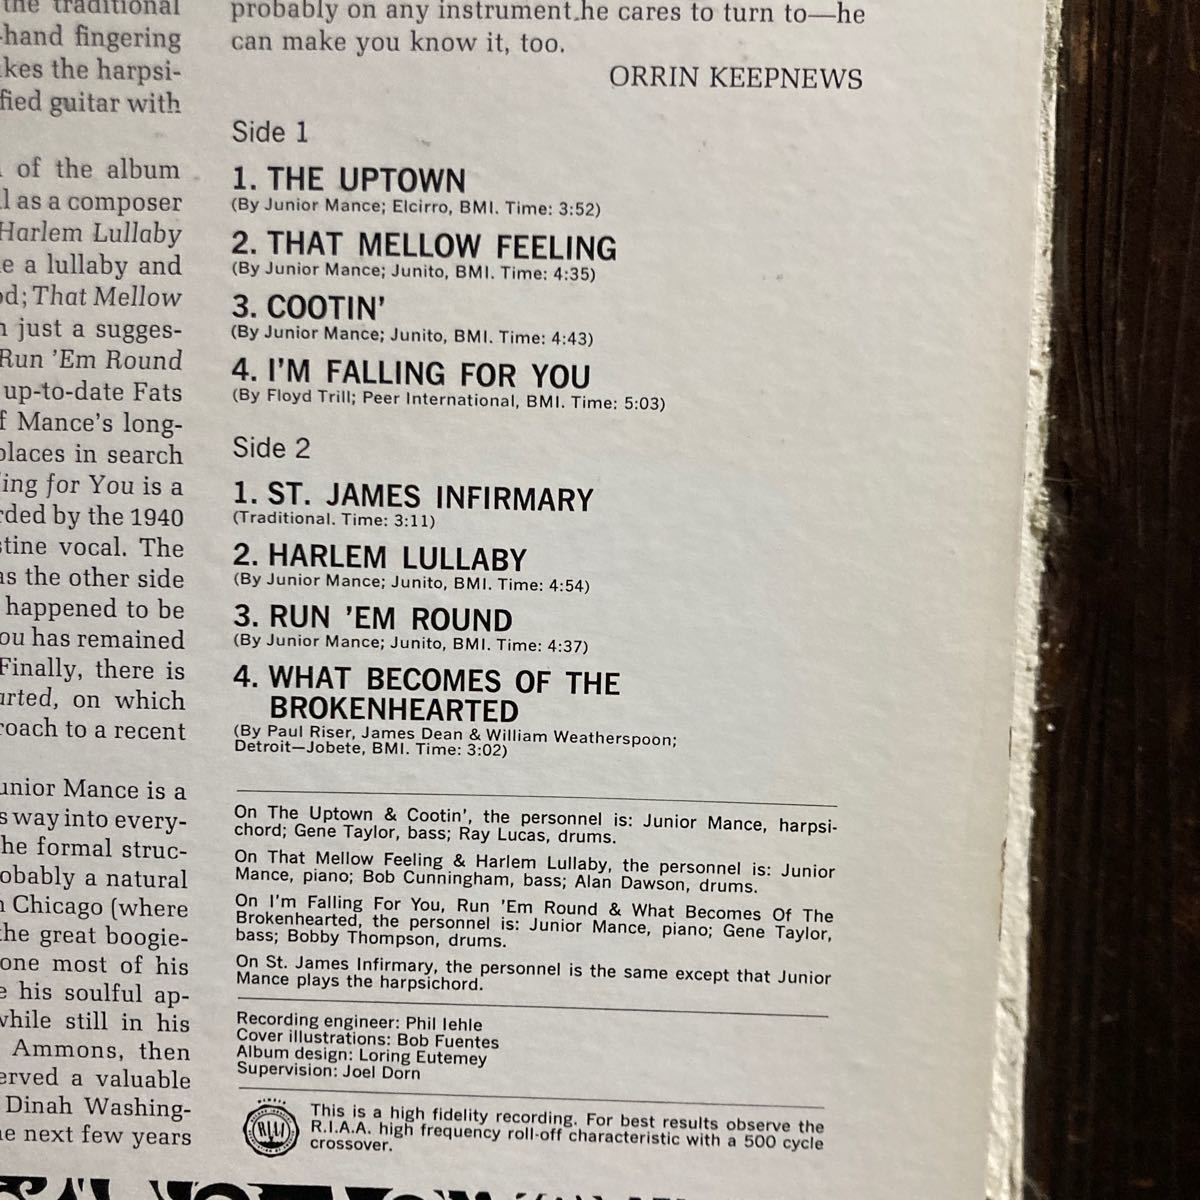 the traditional
-hand fingering
kes the harpsi-
fied guitar with
of the album
l as a composer
Harlem Lullaby
e a lullaby and
od; That Mellow
n just a sugges-
Run ’Em Round
up-to-date Fats
f Mance’s long-
places in search
ing for You is a
rded by the 1940
stine vocal. The
as the other side
happened to be
ou has remained
Finally, there is
arted, on which
roach to a recent
unior Mance is a
s way into every-
he formal struc-
obably a natural
n Chicago (where
the great boogie-
one most of his
e his soulful ap-
while still in his
Ammons, then
erved a valuable
Dinah Washing-
he next few years
probably on any instrument he cares to turn to—he
can make you know it, too.
ORRIN KEEPNEWS
Side 1
1. THE UPTOWN
(By Junior Mance; Elcirro, BMI. Time: 3:52)
2. THAT MELLOW FEELING
(By Junior Mance; Junito, BMI. Time: 4:35)
3. COOTIN’
(By Junior Mance; Junito, BMI. Time: 4:43)
4. I’M FALLING FOR YOU
(By Floyd Trill; Peer International, BMI. Time: 5:03)
Side 2
1. ST. JAMES INFIRMARY
(Traditional. Time: 3:11)
2. HARLEM LULLABY
(By Junior Mance; Junito, BMI. Time: 4:54)
3. RUN ’EM ROUND
(By Junior Mance; Junito, BMI. Time: 4:37)
4. WHAT BECOMES OF THE
BROKENHEARTED
(By Paul Riser, James Dean & William Weatherspoon;
Detroit—Jobete, BMI. Time: 3:02)
On The Uptown & Cootin’, the personnel is: Junior Mance, harpsi-
chord; Gene Taylor, bass; Ray Lucas, drums.
On That Mellow Feeling & Harlem Lullaby, the personnel is: Junior
Mance, piano; Bob Cunningham, bass; Alan Dawson, drums.
On I’m Falling For You, Run ’Em Round & What Becomes Of The
Brokenhearted, the personnel is: Junior Mance, piano; Gene Taylor,
bass; Bobby Thompson, drums.
On St. James Infirmary, the personnel is the same except that Junior
Mance plays the harpsichord.
Recording engineer: Phil Iehle
Cover illustrations: Bob Fuentes
Album design: Loring Eutemey
Supervision: Joel Dorn
This is a high fidelity recording. For best results observe the
R.I.A.A. high frequency roll-off characteristic with a 500 cycle
crossover.